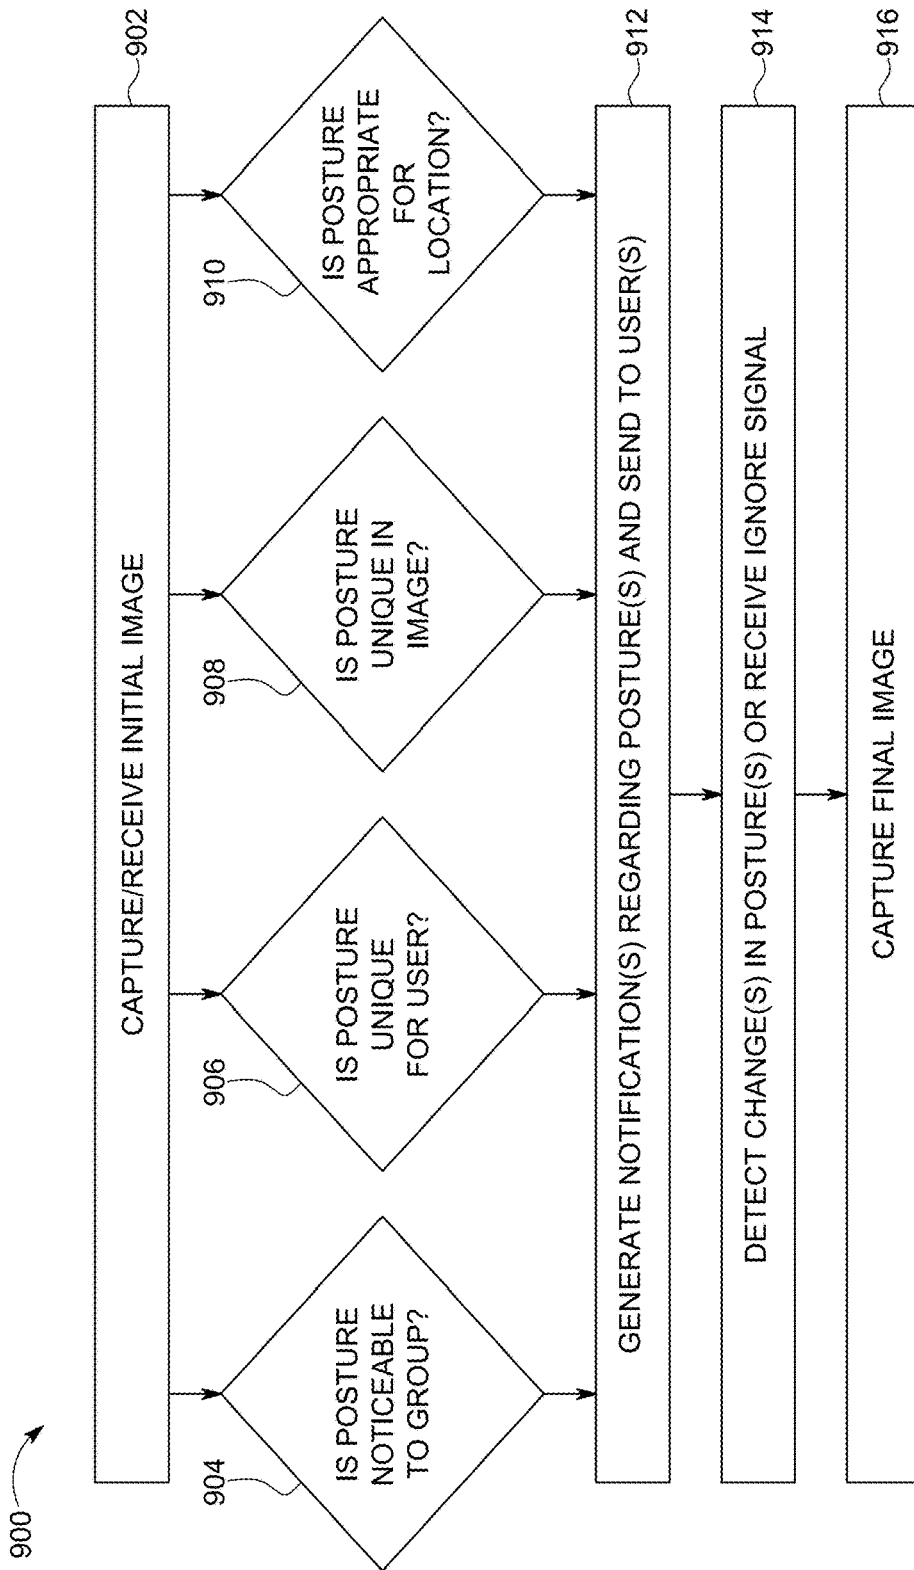 900
CAPTURE/RECEIVE INITIAL IMAGE
902
904
IS POSTURE
NOTICEABLE
TO GROUP?
906
IS POSTURE
UNIQUE
FOR USER?
908
IS POSTURE
UNIQUE IN
IMAGE?
910
IS POSTURE
APPROPRIATE
FOR
LOCATION?
GENERATE NOTIFICATION(S) REGARDING POSTURE(S) AND SEND TO USER(S)
912
DETECT CHANGE(S) IN POSTURE(S) OR RECEIVE IGNORE SIGNAL
914
CAPTURE FINAL IMAGE
916